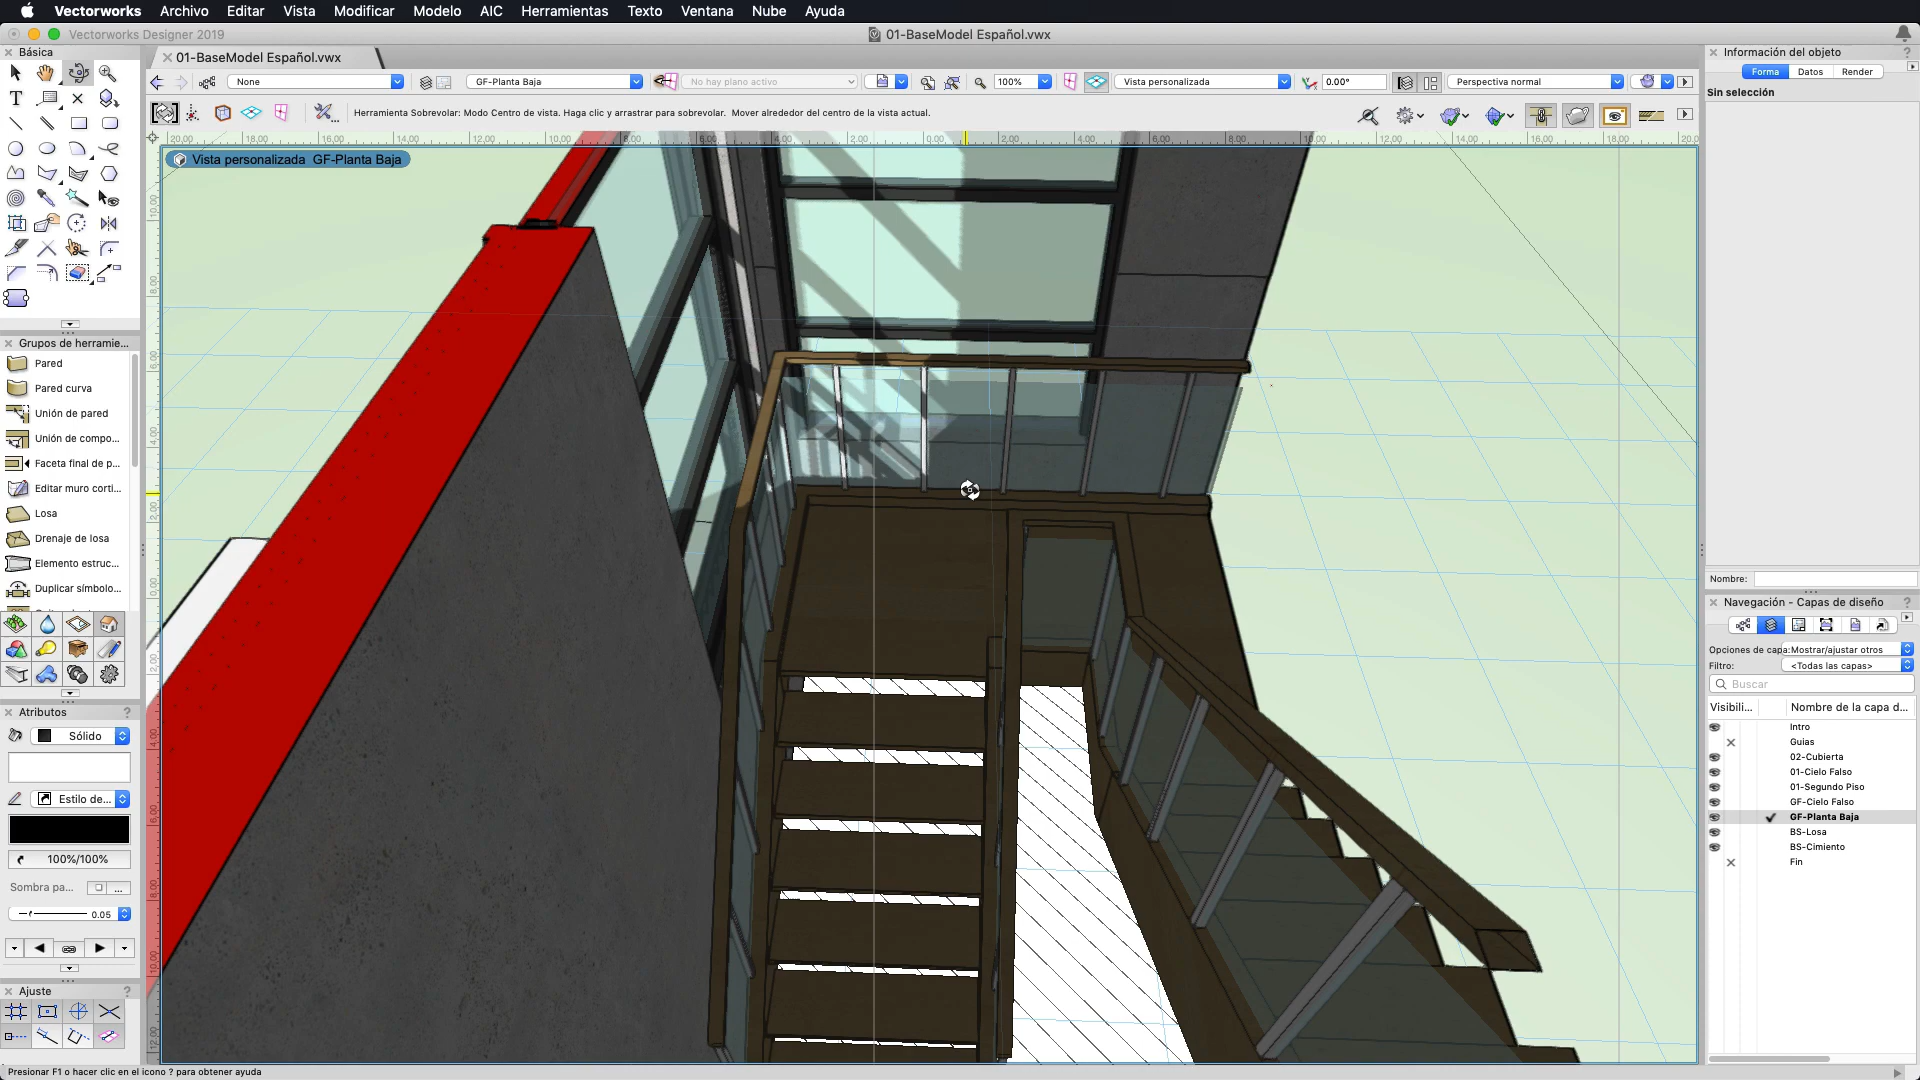 Vectorworks Archivo Editar Vista Modificar Modelo AIC Herramientas Texto Ventana Nube Ayuda
Vectorworks Designer 2019
01-BaseModel Español.vwx
Básica
01-BaseModel Español.vwx
None
GF-Planta Baja
No hay plano activo
100%
Vista personalizada
0.00°
Perspectiva normal
Herramienta Sobrevolar: Modo Centro de vista. Haga clic y arrastrar para sobrevolar. Mover alrededor del centro de la vista actual.
Vista personalizada GF-Planta Baja
Grupos de herramie...
Pared
Pared curva
Unión de pared
Unión de compo...
Faceta final de p...
Editar muro corti...
Losa
Drenaje de losa
Elemento estruc...
Duplicar símbolo...
Atributos
Sólido
Estilo de...
100%/100%
Sombra pa...
0.05
Ajuste
Presionar F1 o hacer clic en el icono ? para obtener ayuda
Información del objeto
Forma Datos Render
Sin selección
Nombre:
Navegación - Capas de diseño
Opciones de capa: Mostrar/ajustar otros
Filtro: <Todas las capas>
Buscar
Visibili... Nombre de la capa d...
Intro
Guias
02-Cubierta
01-Cielo Falso
01-Segundo Piso
GF-Cielo Falso
GF-Planta Baja
BS-Losa
BS-Cimiento
Fin